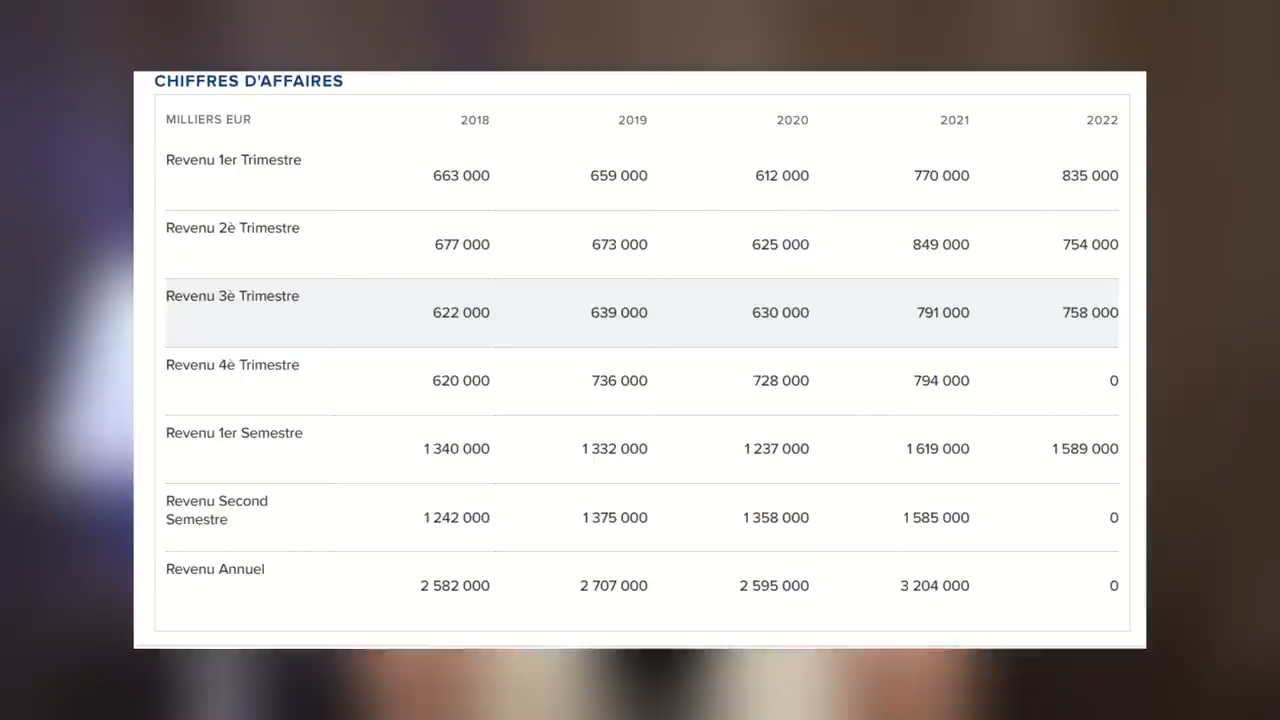 CHIFFRES D'AFFAIRES
MILLIERS EUR 2018 2019 2020 2021 2022
Revenu 1er Trimestre
663 000 659 000 612 000 770 000 835 000
Revenu 2è Trimestre
677 000 673 000 625 000 849 000 754 000
Revenu 3è Trimestre
622 000 639 000 630 000 791 000 758 000
Revenu 4è Trimestre
620 000 736 000 728 000 794 000 0
Revenu 1er Semestre
1 340 000 1 332 000 1 237 000 1 619 000 1 589 000
Revenu Second
Semestre
1 242 000 1 375 000 1 358 000 1 585 000 0
Revenu Annuel
2 582 000 2 707 000 2 595 000 3 204 000 0